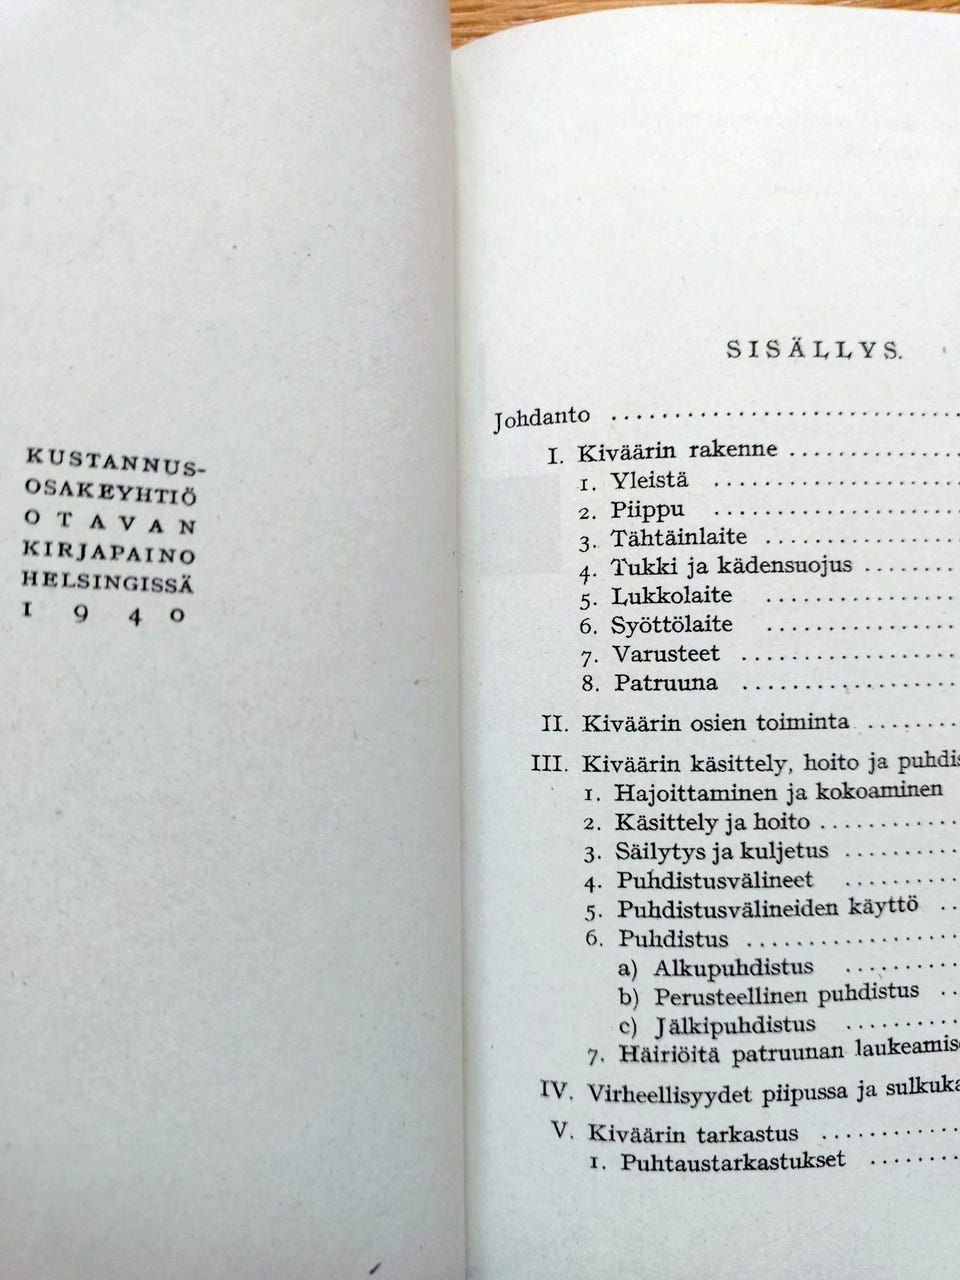 KUSTANNUS-
OSAKEYHTIÖ
OTAVAN
KIRJAPAINO
HELSINGISSÄ
1940
SISÄLLYS.
Johdanto ........................
I. Kiväärin rakenne ..............
1. Yleistä ................
2. Piippu ................
3. Tähtäinlaite ..............
4. Tukki ja kädensuojus ........
5. Lukkolaite ...............
6. Syöttölaite ...............
7. Varusteet ................
8. Patruuna ................
II. Kiväärin osien toiminta ........
III. Kiväärin käsittely, hoito ja
1. Hajoittaminen ja kokoaminen
2. Käsittely ja hoito ...........
3. Säilytys ja kuljetus .........
4. Puhdistusvälineet .........
5. Puhdistusvälineiden käyttö ..
6. Puhdistus .................
a) Alkupuhdistus .........
b) Perusteellinen puhdistus ..
c) Jälkipuhdistus .........
7. Häiriöitä patruunan
IV. Virheellisyydet piipussa ja
V. Kiväärin tarkastus ...........
1. Puhtaustarkastukset .......